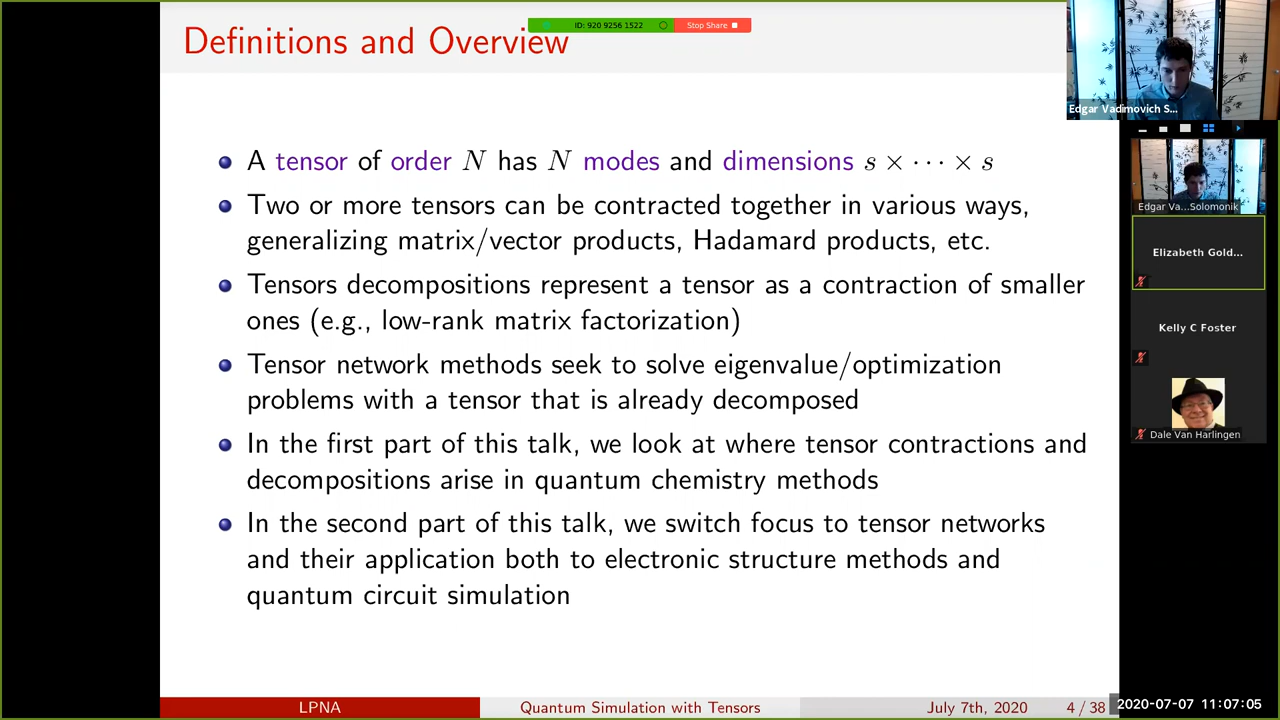 Definitions and Overview
ID: 920 9256 1522
Stop Share
A tensor of order N has N modes and dimensions s × ⋯ × s
Two or more tensors can be contracted together in various ways,
generalizing matrix/vector products, Hadamard products, etc.
Tensors decompositions represent a tensor as a contraction of smaller
ones (e.g., low-rank matrix factorization)
Tensor network methods seek to solve eigenvalue/optimization
problems with a tensor that is already decomposed
In the first part of this talk, we look at where tensor contractions and
decompositions arise in quantum chemistry methods
In the second part of this talk, we switch focus to tensor networks
and their application both to electronic structure methods and
quantum circuit simulation
LPNA
Quantum Simulation with Tensors
July 7th, 2020
4 / 38
Edgar Vadimovich S...
Edgar Va...Solomonik
Elizabeth Gold...
Kelly C Foster
Dale Van Harlingen
2020-07-07 11:07:05